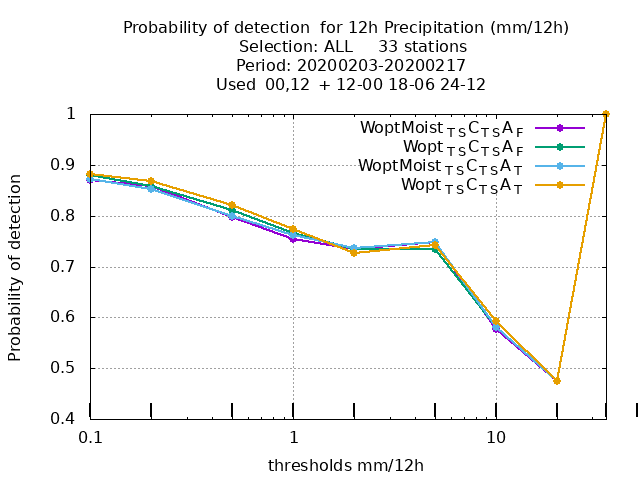 Probability of detection  for 12h Precipitation (mm/12h)
Selection: ALL     33 stations
Period: 20200203-20200217
Used  00,12  + 12-00 18-06 24-12
WoptMoist TS C TS A F
Wopt TS C TS A F
WoptMoist TS C TS A T
Wopt TS C TS A T
Probability of detection
1
0.9
0.8
0.7
0.6
0.5
0.4
0.1 1 10
thresholds mm/12h